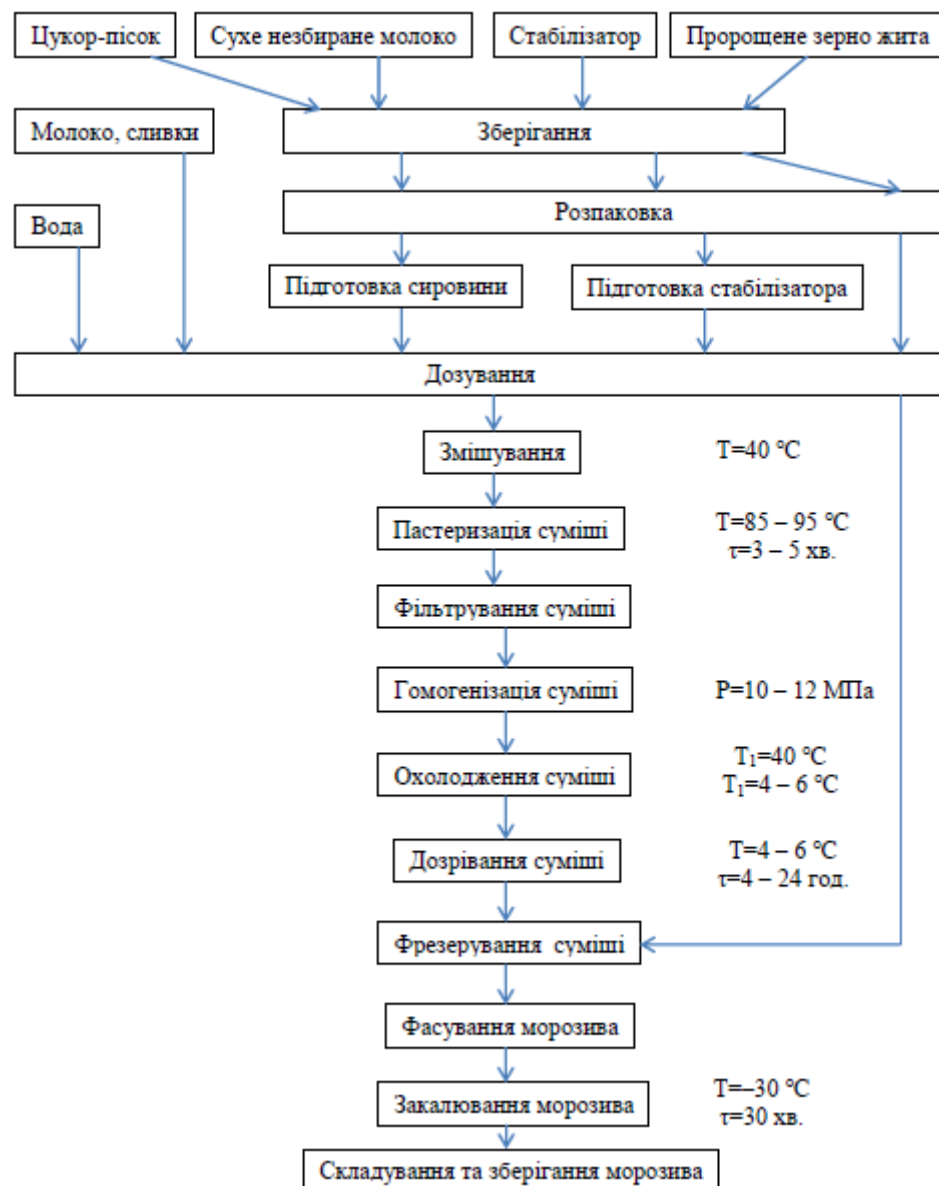 Цукор-пісок
Сухе незбиране молоко
Стабілізатор
Пророщене зерно жита
Молоко, сливки
Зберігання
Вода
Розпаковка
Підготовка сировини
Підготовка стабілізатора
Дозування
Змішування
T=40 °C
Пастеризація суміші
T=85 – 95 °C
τ=3 – 5 хв.
Фільтрування суміші
Гомогенізація суміші
P=10 – 12 МПа
Охолодження суміші
T₁=40 °C
T₁=4 – 6 °C
Дозрівання суміші
T=4 – 6 °C
τ=4 – 24 год.
Фрезерування суміші
Фасування морозива
Закалювання морозива
T=–30 °C
τ=30 хв.
Складування та зберігання морозива